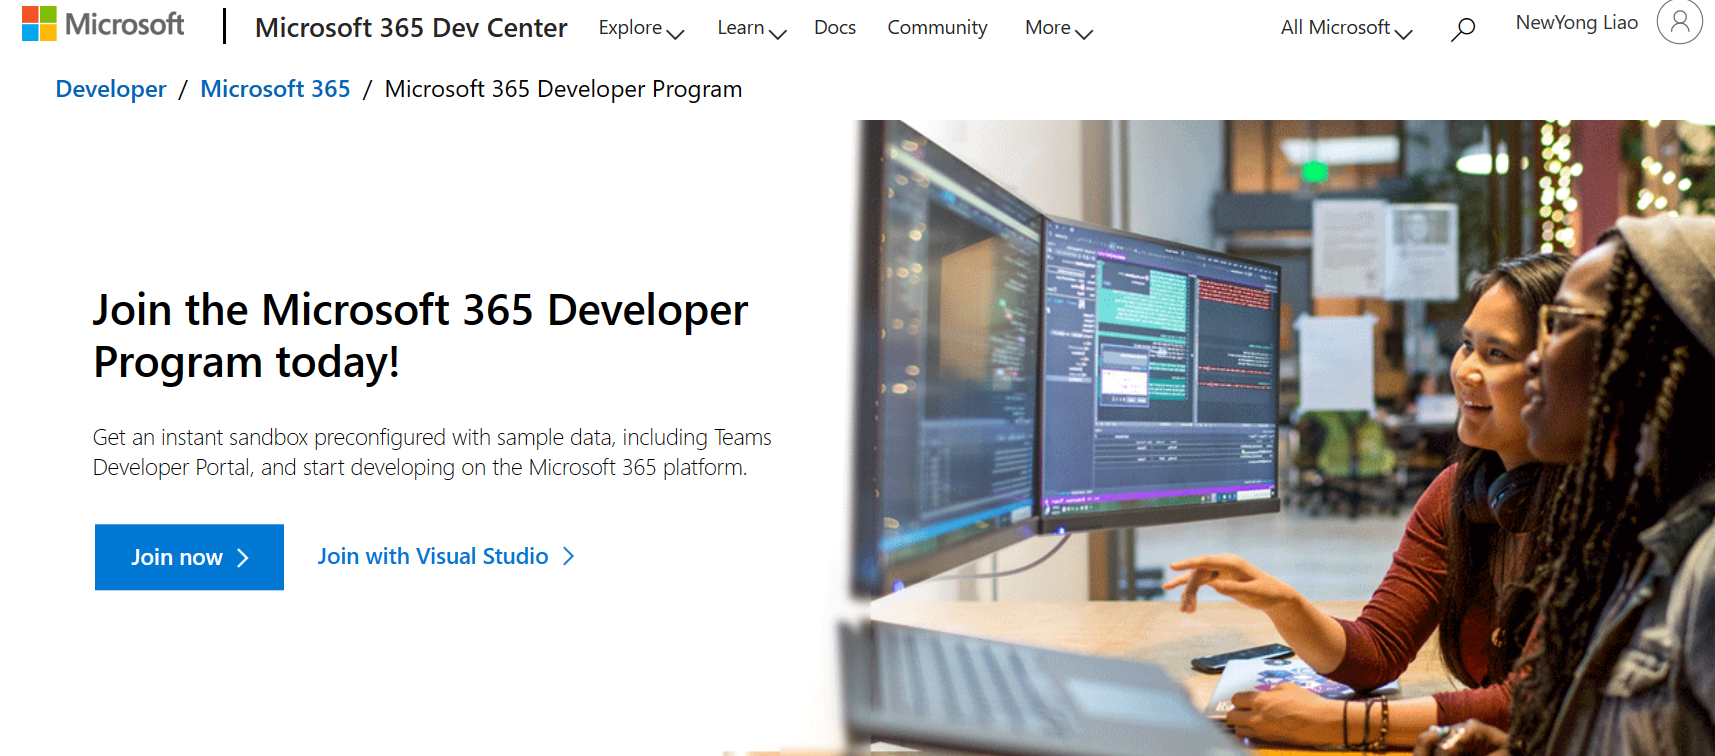 Microsoft
Microsoft 365 Dev Center
Explore
Learn
Docs
Community
More
All Microsoft
NewYong Liao
Developer / Microsoft 365 / Microsoft 365 Developer Program
Join the Microsoft 365 Developer
Program today!
Get an instant sandbox preconfigured with sample data, including Teams
Developer Portal, and start developing on the Microsoft 365 platform.
Join now
Join with Visual Studio